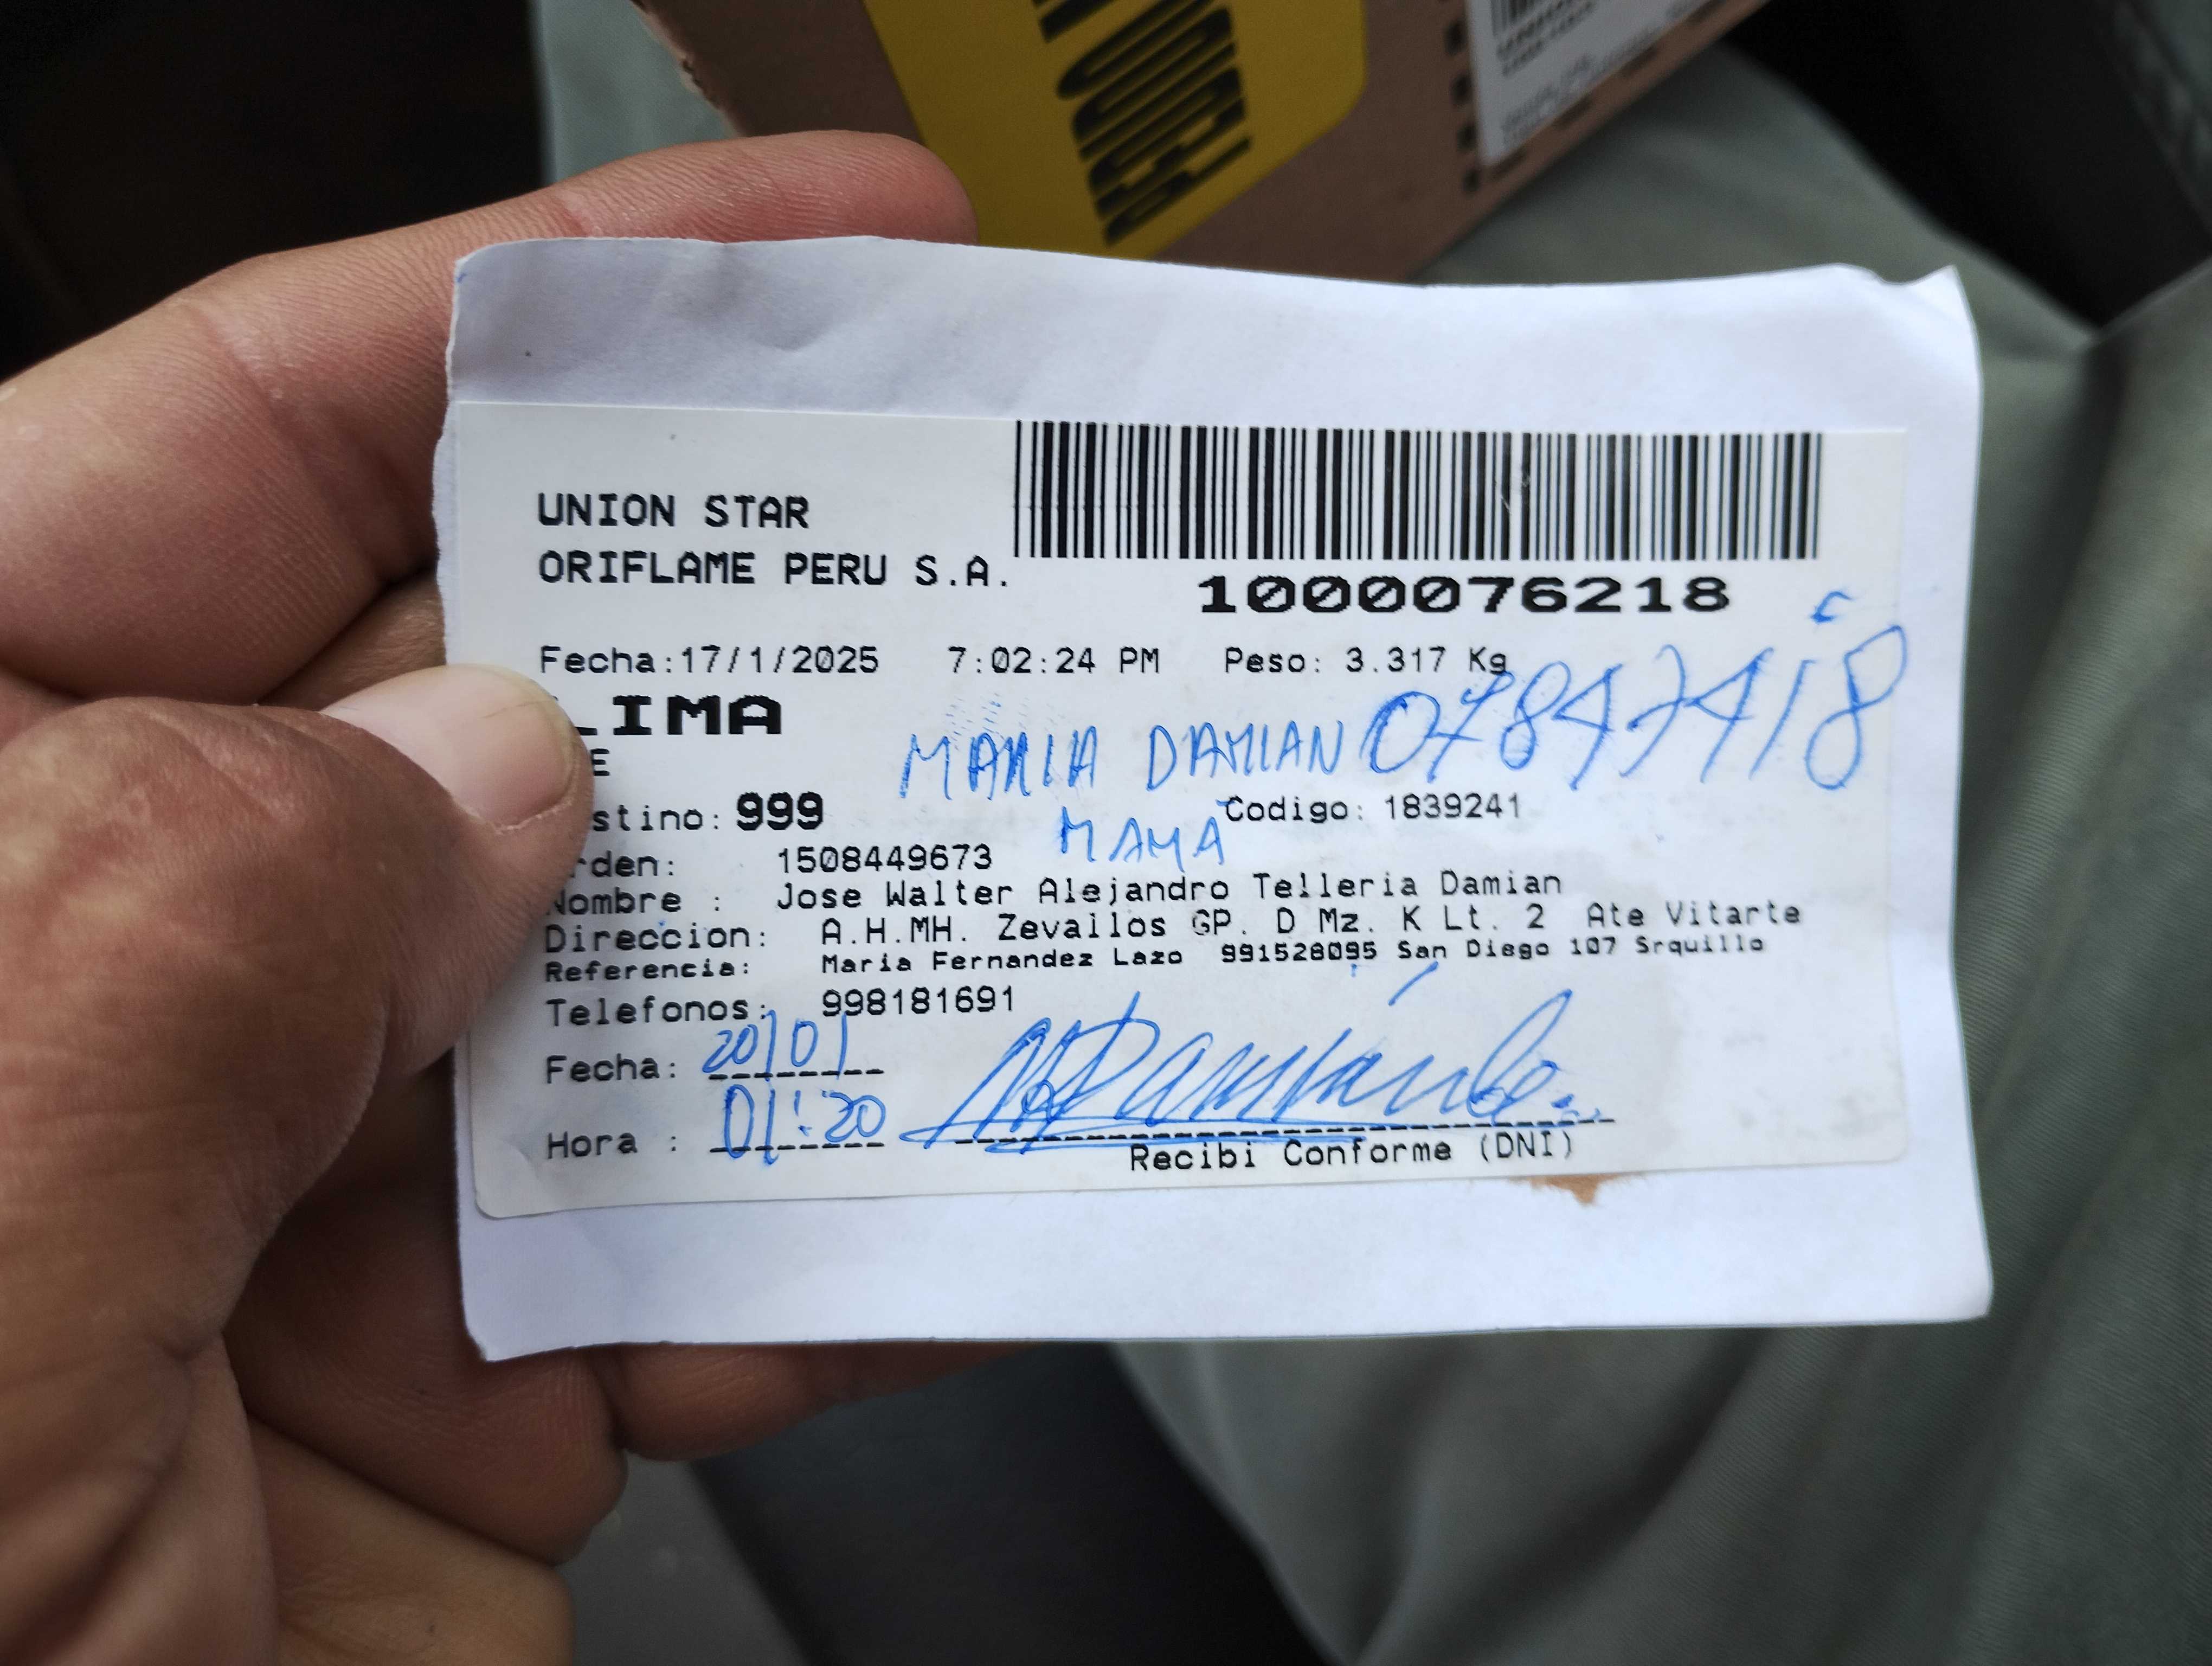 UNION STAR
ORIFLAME PERU S.A.
1000076218
Fecha:17/1/2025 7:02:24 PM Peso: 3.317 Kg
LIMA
E
MARIA DAMIAN 07847418
MAMA
stino: 999 Codigo: 1839241
rden: 1508449673
Nombre : Jose Walter Alejandro Telleria Damian
Direccion: A.H.MH. Zevallos GP. D Mz. K Lt. 2 Ate Vitarte
Referencia: Maria Fernandez Lazo 991528095 San Diego 107 Srquillo
Telefonos: 998181691
Fecha: 20/01
Hora : 01:20
Recibi Conforme (DNI)